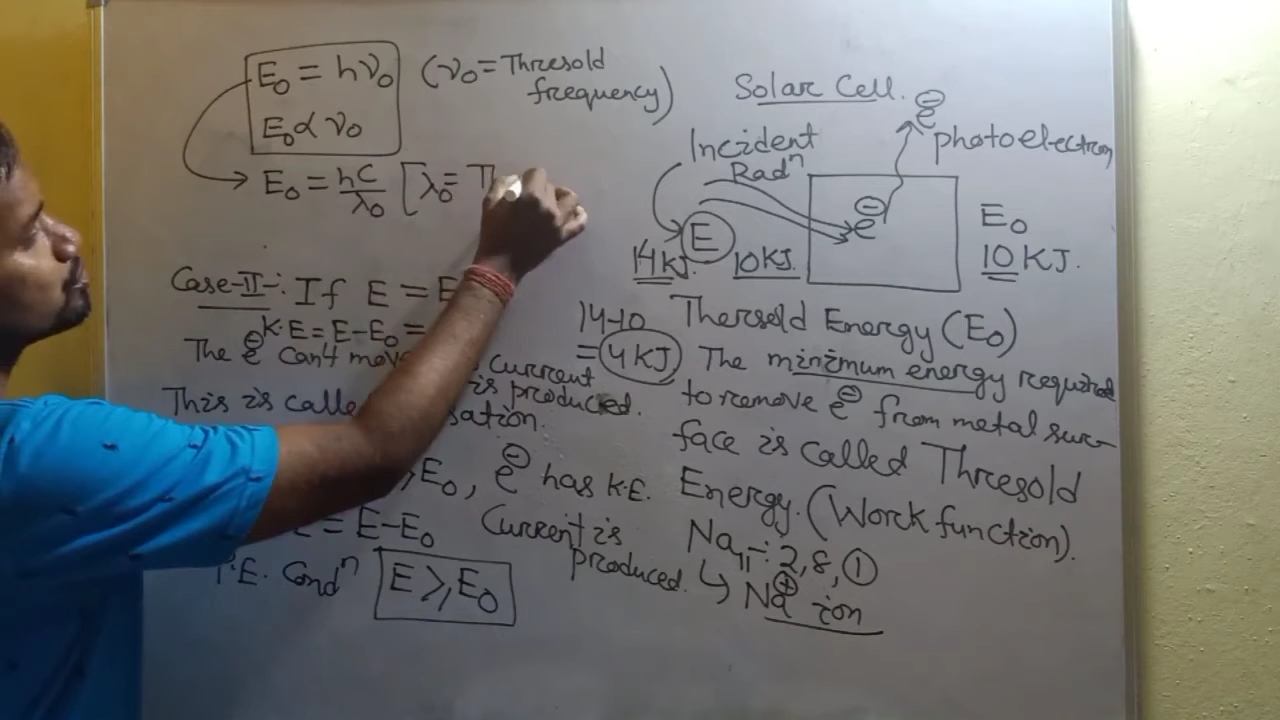 E₀ = hν₀ (ν₀ = Thresold
frequency)
E₀ ∝ ν₀
E₀ = hc/λ₀ [λ₀ = T
Case-II-: If E = E
K.E = E-E₀ =
The e⊖ can't move
current
is produced.
This is calle sation.
E₀, e⊖ has K.E.
= E-E₀ Current is
produced.
P.E. Condⁿ E ⩾ E₀
Solar Cell.
e⊖
photoelectron
Incident
Radⁿ
e⊖
E
14KJ. 10KJ.
E₀
10KJ.
14-10
= 4KJ
Thersold Energy (E₀)
The minimum energy required
to remove e⊖ from metal sur-
face is called Thresold
Energy. (Work function).
Na₁₁-: 2,8,1
Na⊕ ion